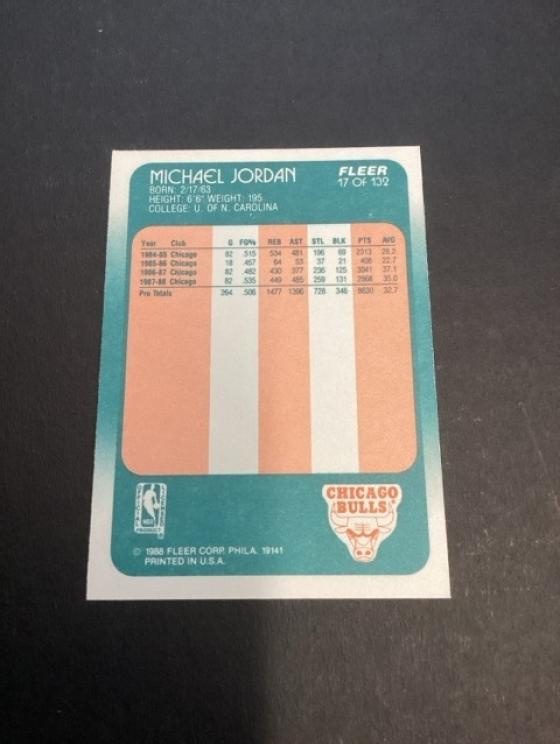 MICHAEL JORDAN
FLEER
17 OF 132
BORN: 2/17/63
HEIGHT: 6'6" WEIGHT: 195
COLLEGE: U. OF N. CAROLINA
Year Club G FG% REB AST STL BLK PTS AVG
1984-85 Chicago 82 .515 534 481 196 69 2313 28.2
1985-86 Chicago 18 .457 64 53 37 21 408 22.7
1986-87 Chicago 82 .482 430 377 236 125 3041 37.1
1987-88 Chicago 82 .535 449 485 259 131 2868 35.0
Pro Totals 264 .506 1477 1396 728 346 8630 32.7
OFFICIAL PRODUCT
NBA
CHICAGO
BULLS
© 1988 FLEER CORP. PHILA. 19141
PRINTED IN U.S.A.